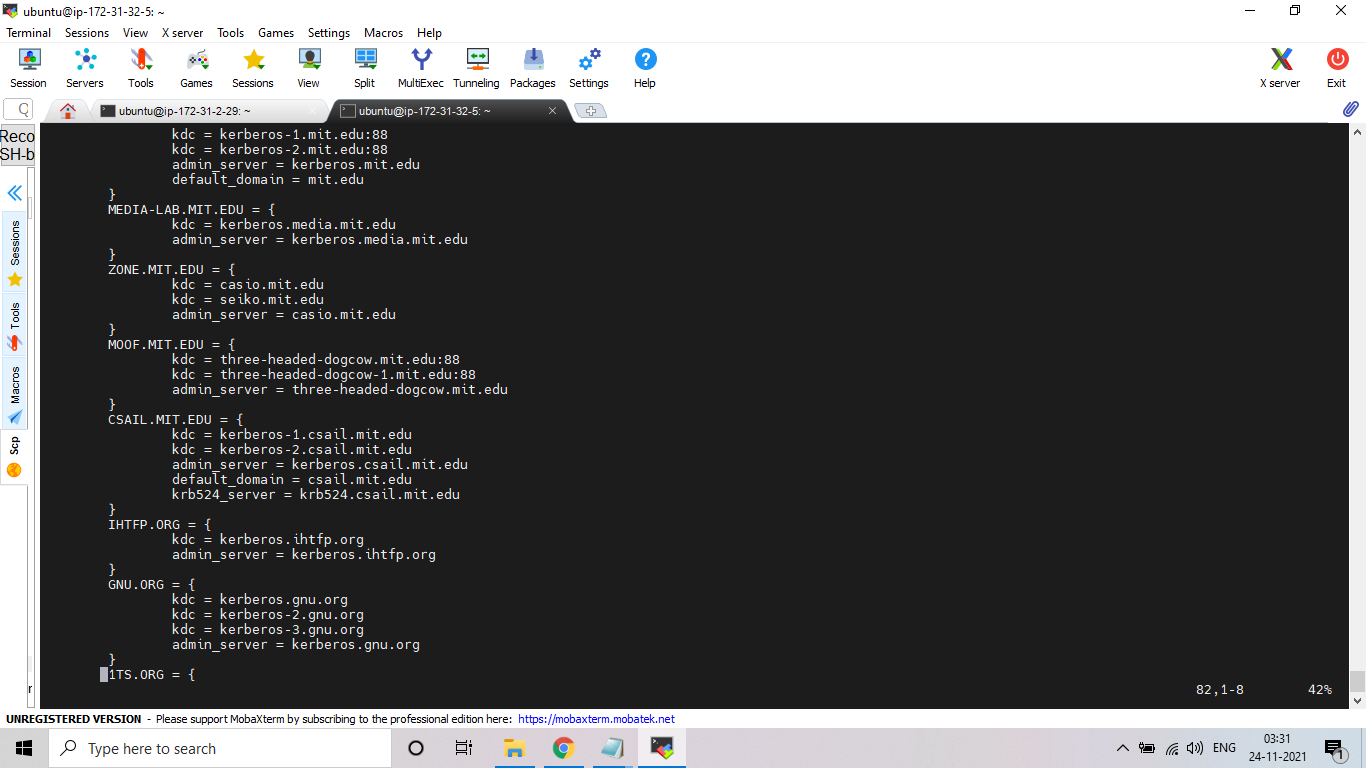 ubuntu@ip-172-31-32-5: ~
Terminal Sessions View X server Tools Games Settings Macros Help
Session Servers Tools Games Sessions View Split MultiExec Tunneling Packages Settings Help X server Exit
ubuntu@ip-172-31-2-29: ~ ubuntu@ip-172-31-32-5: ~
Reco
SH-b
Sessions
Tools
Macros
Scp
kdc = kerberos-1.mit.edu:88
kdc = kerberos-2.mit.edu:88
admin_server = kerberos.mit.edu
default_domain = mit.edu
}
MEDIA-LAB.MIT.EDU = {
kdc = kerberos.media.mit.edu
admin_server = kerberos.media.mit.edu
}
ZONE.MIT.EDU = {
kdc = casio.mit.edu
kdc = seiko.mit.edu
admin_server = casio.mit.edu
}
MOOF.MIT.EDU = {
kdc = three-headed-dogcow.mit.edu:88
kdc = three-headed-dogcow-1.mit.edu:88
admin_server = three-headed-dogcow.mit.edu
}
CSAIL.MIT.EDU = {
kdc = kerberos-1.csail.mit.edu
kdc = kerberos-2.csail.mit.edu
admin_server = kerberos.csail.mit.edu
default_domain = csail.mit.edu
krb524_server = krb524.csail.mit.edu
}
IHTFP.ORG = {
kdc = kerberos.ihtfp.org
admin_server = kerberos.ihtfp.org
}
GNU.ORG = {
kdc = kerberos.gnu.org
kdc = kerberos-2.gnu.org
kdc = kerberos-3.gnu.org
admin_server = kerberos.gnu.org
}
1TS.ORG = {
82,1-8 42%
UNREGISTERED VERSION - Please support MobaXterm by subscribing to the professional edition here: https://mobaxterm.mobatek.net
Type here to search
ENG
03:31
24-11-2021
1